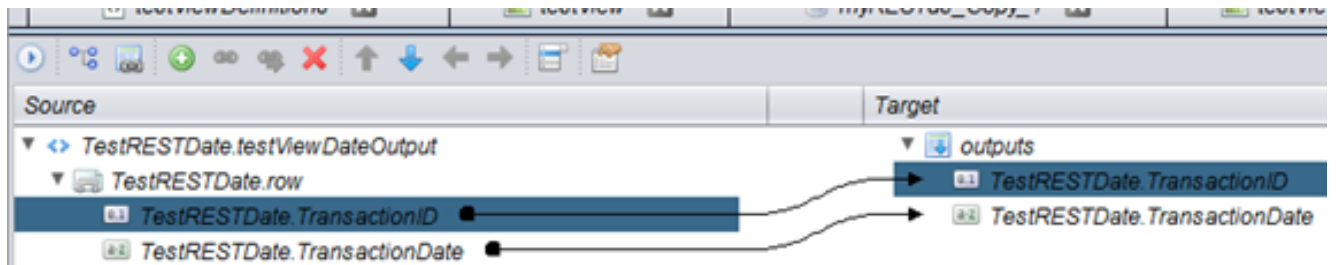 Source Target
TestRESTDate.testViewDateOutput outputs
TestRESTDate.row TestRESTDate.TransactionID
TestRESTDate.TransactionID TestRESTDate.TransactionDate
TestRESTDate.TransactionDate